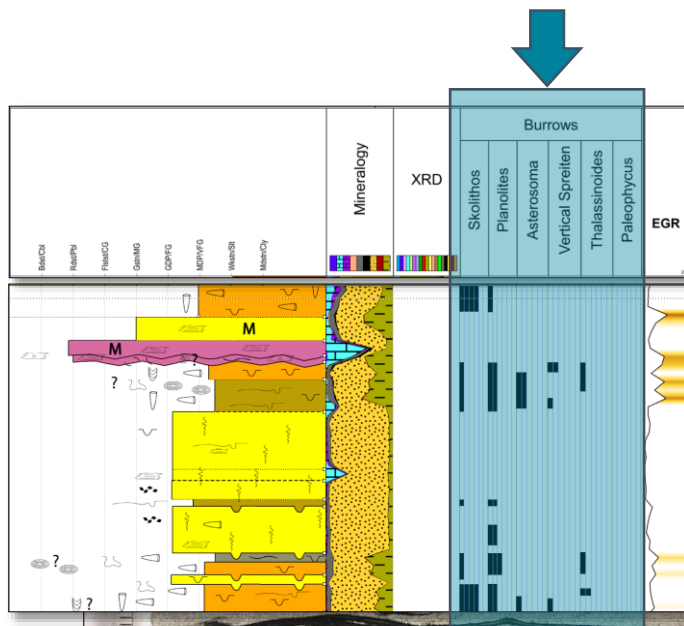 Burrows
Mineralogy
XRD
Skolithos
Planolites
Asterosoma
Vertical Spreiten
Thalassinoides
Paleophycus
EGR
Bdst/Cbl
Rdst/Pbl
Flstst/CG
Gstn/MG
GDP/FG
MDP/VFG
Wkstn/Slt
Mdstn/Cly
M
M
?
?
?
?